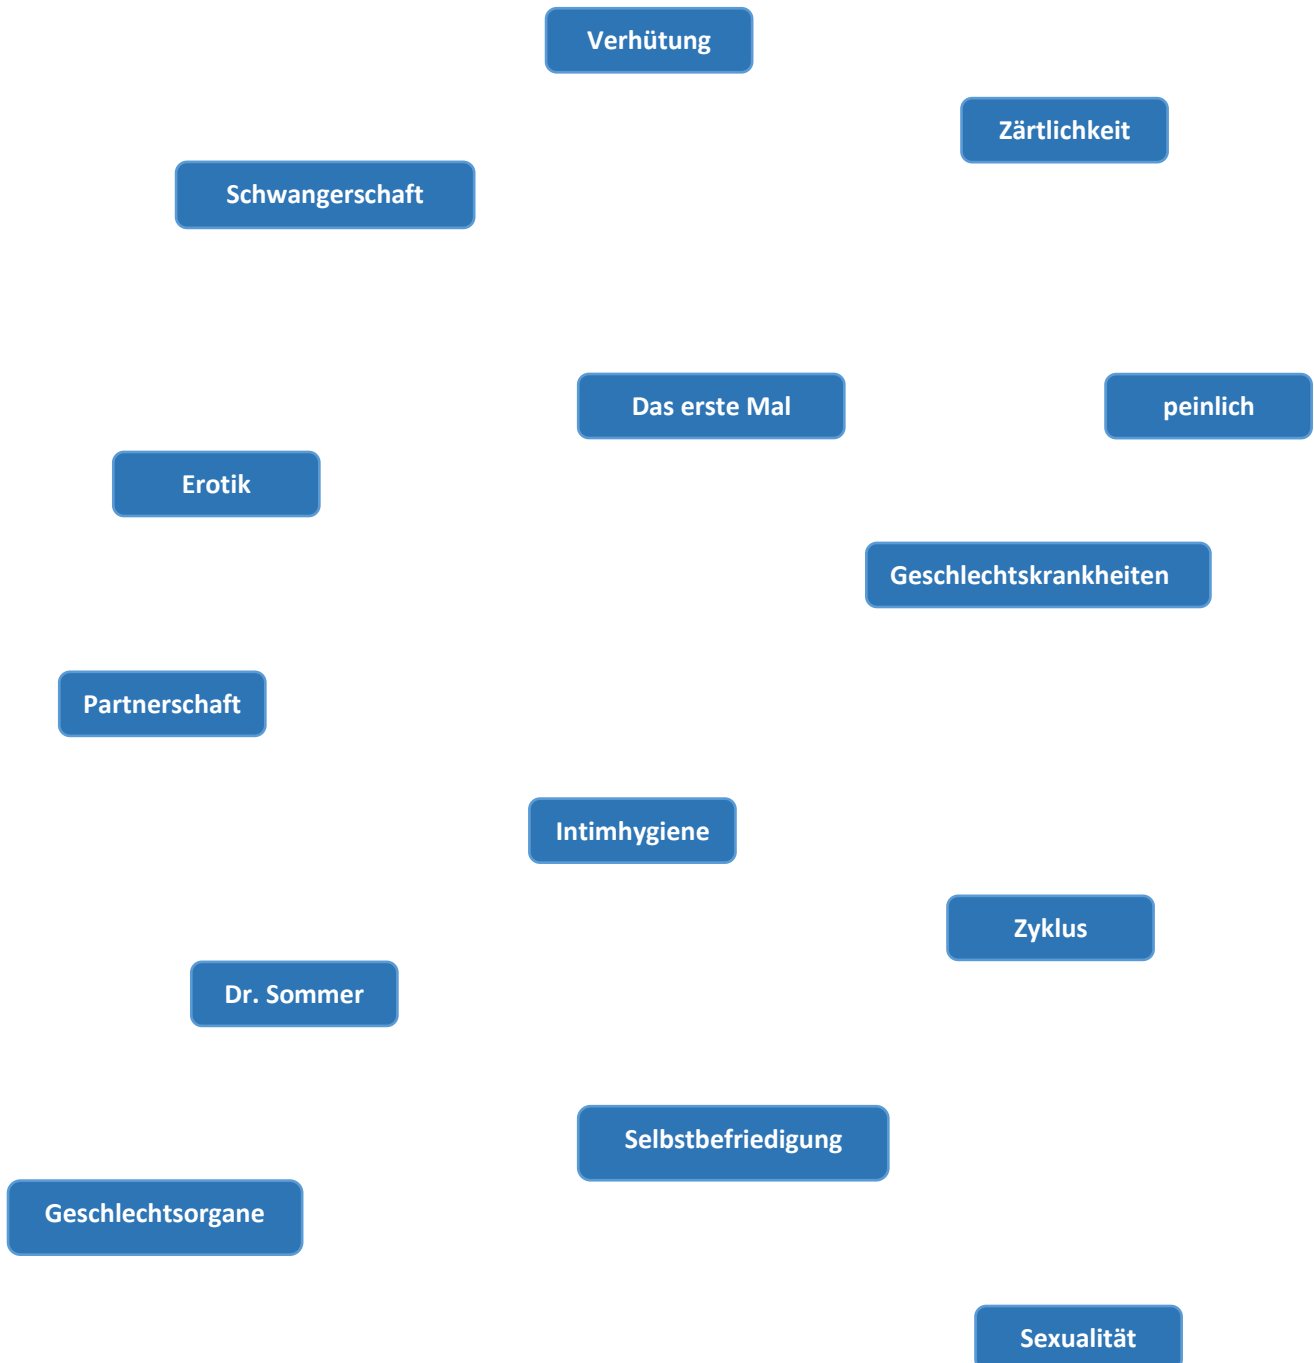 Verhütung
Zärtlichkeit
Schwangerschaft
Das erste Mal
peinlich
Erotik
Geschlechtskrankheiten
Partnerschaft
Intimhygiene
Zyklus
Dr. Sommer
Selbstbefriedigung
Geschlechtsorgane
Sexualität